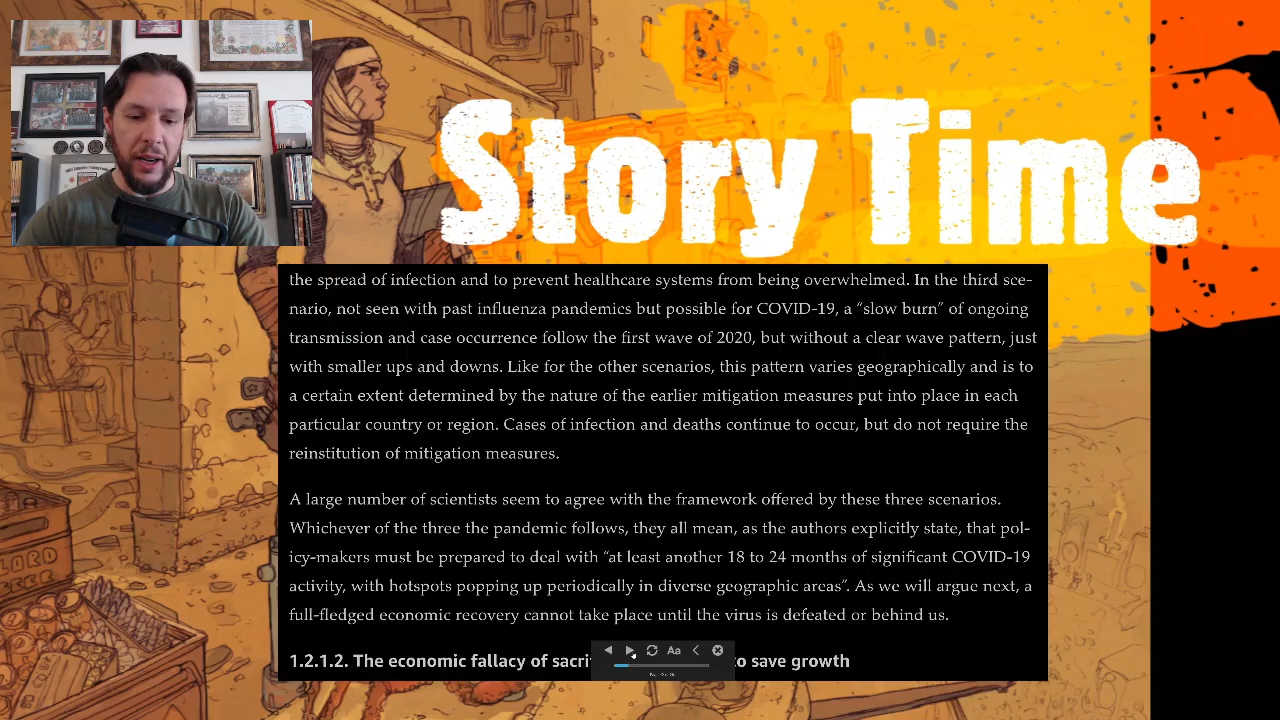 Story Time
the spread of infection and to prevent healthcare systems from being overwhelmed. In the third sce-
nario, not seen with past influenza pandemics but possible for COVID-19, a “slow burn” of ongoing
transmission and case occurrence follow the first wave of 2020, but without a clear wave pattern, just
with smaller ups and downs. Like for the other scenarios, this pattern varies geographically and is to
a certain extent determined by the nature of the earlier mitigation measures put into place in each
particular country or region. Cases of infection and deaths continue to occur, but do not require the
reinstitution of mitigation measures.
A large number of scientists seem to agree with the framework offered by these three scenarios.
Whichever of the three the pandemic follows, they all mean, as the authors explicitly state, that pol-
icy-makers must be prepared to deal with “at least another 18 to 24 months of significant COVID-19
activity, with hotspots popping up periodically in diverse geographic areas”. As we will argue next, a
full-fledged economic recovery cannot take place until the virus is defeated or behind us.
Aa
1.2.1.2. The economic fallacy of o save growth